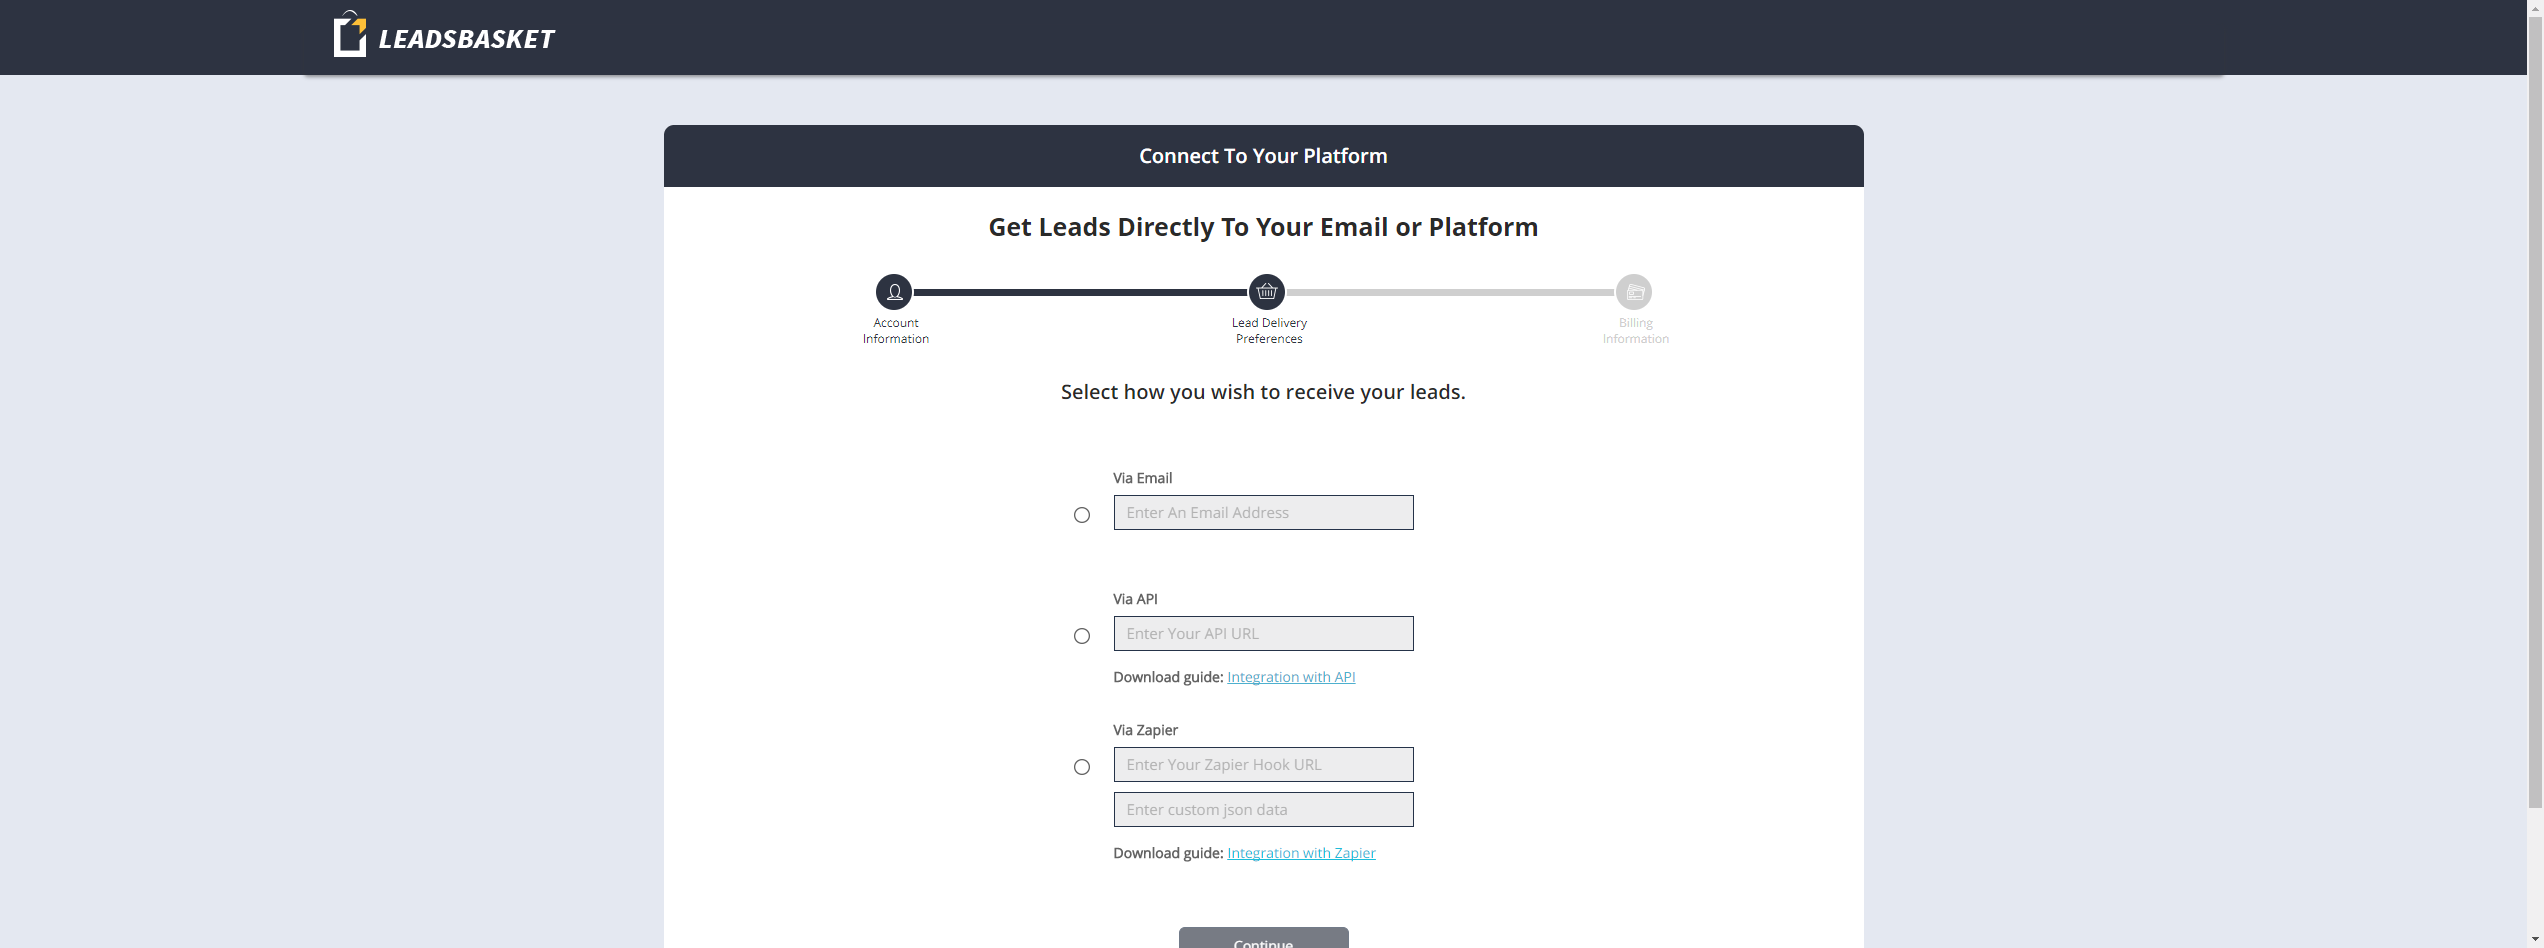 LEADSBASKET
Connect To Your Platform
Get Leads Directly To Your Email or Platform
Account
Information
Lead Delivery
Preferences
Billing
Information
Select how you wish to receive your leads.
Via Email
Enter An Email Address
Via API
Enter Your API URL
Download guide: Integration with API
Via Zapier
Enter Your Zapier Hook URL
Enter custom json data
Download guide: Integration with Zapier
Continue